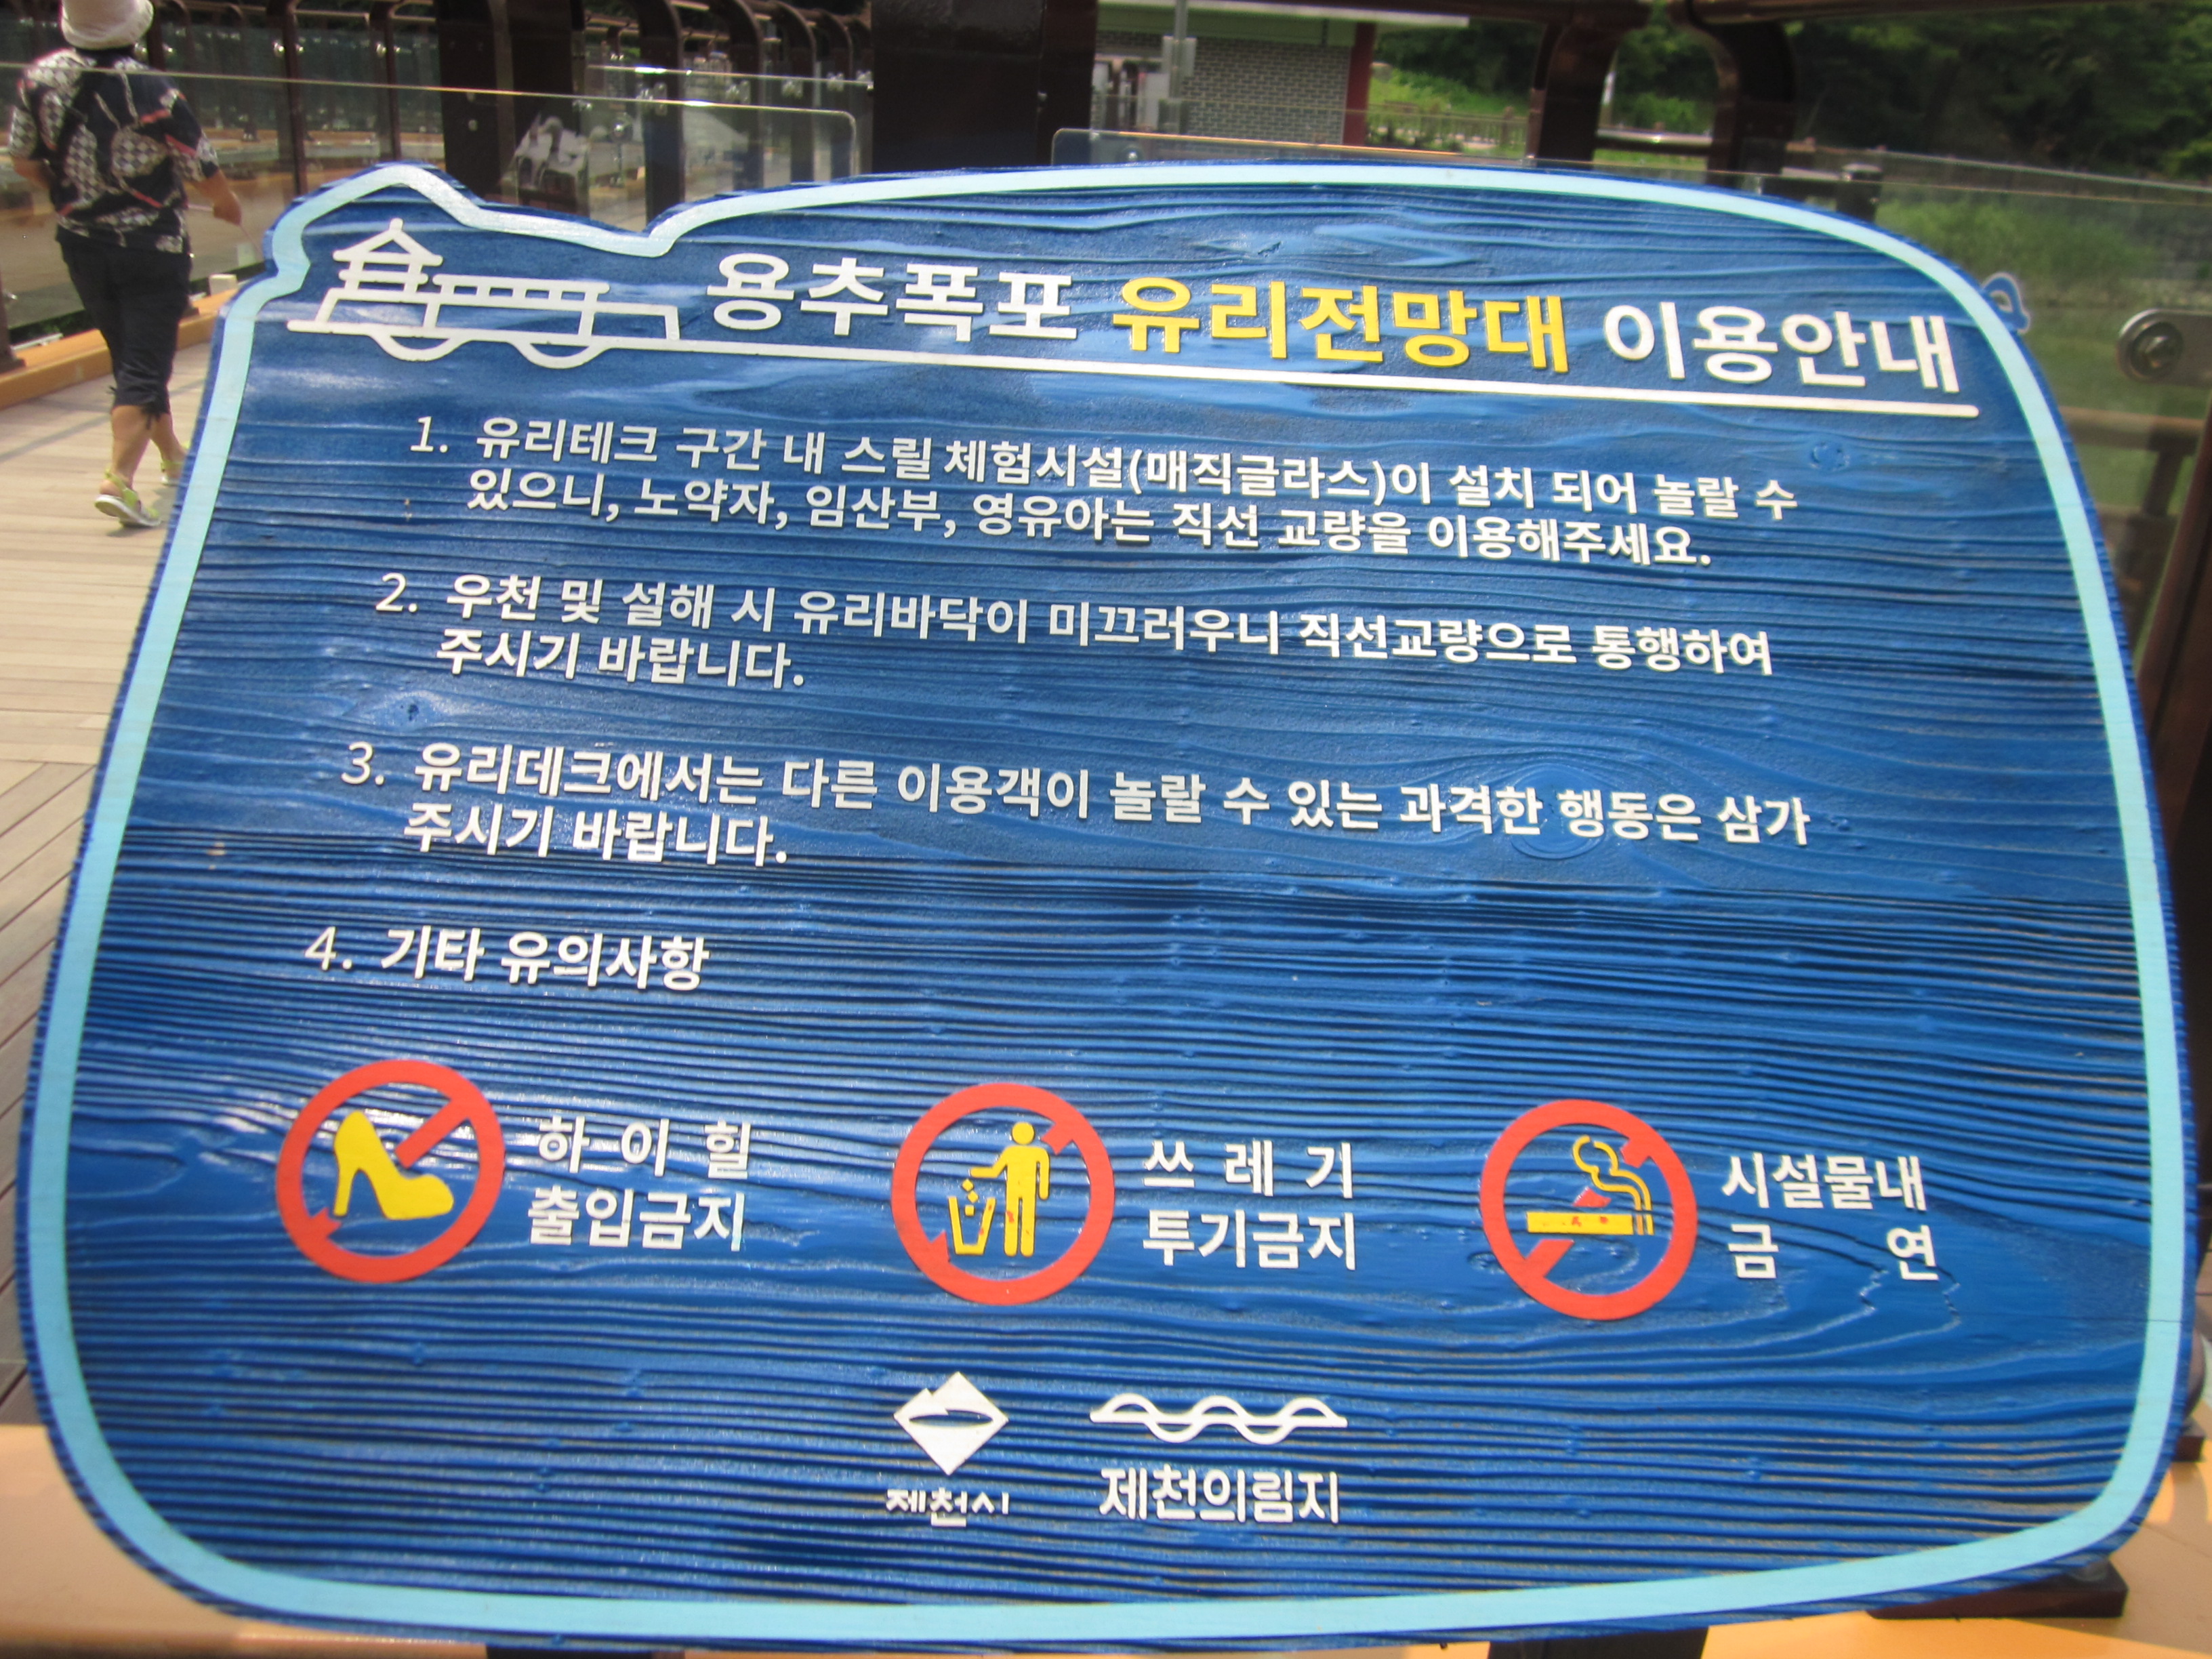 용추폭포 유리전망대 이용안내
1. 유리테크 구간 내 스릴 체험시설(매직글라스)이 설치 되어 놀랄 수
있으니, 노약자, 임산부, 영유아는 직선 교량을 이용해주세요.
2. 우천 및 설해 시 유리바닥이 미끄러우니 직선교량으로 통행하여
주시기 바랍니다.
3. 유리데크에서는 다른 이용객이 놀랄 수 있는 과격한 행동은 삼가
주시기 바랍니다.
4. 기타 유의사항
하 이 힐
출입금지
쓰 레 기
투기금지
시설물내
금 연
제천시
제천의림지